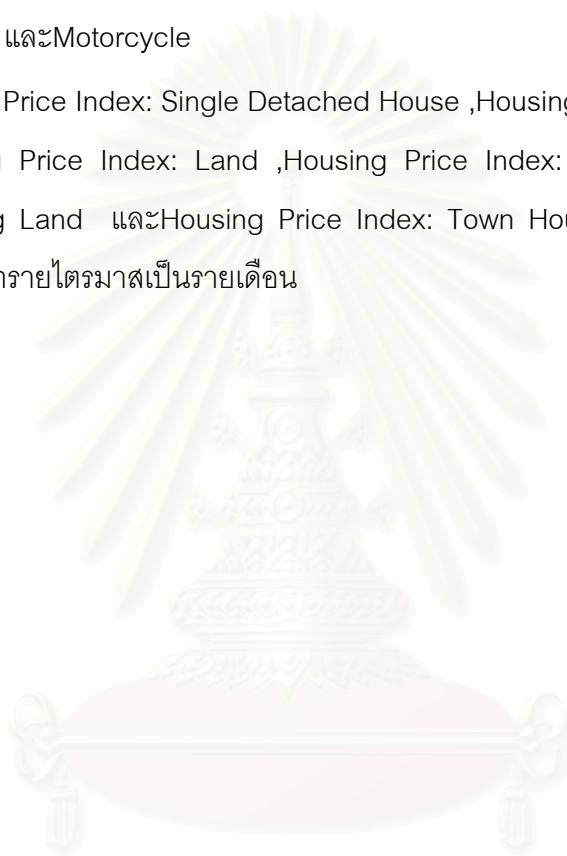 และMotorcycle
Price Index: Single Detached House ,Housing
Price Index: Land ,Housing Price Index:
Land และHousing Price Index: Town
รายไตรมาสเป็นรายเดือน